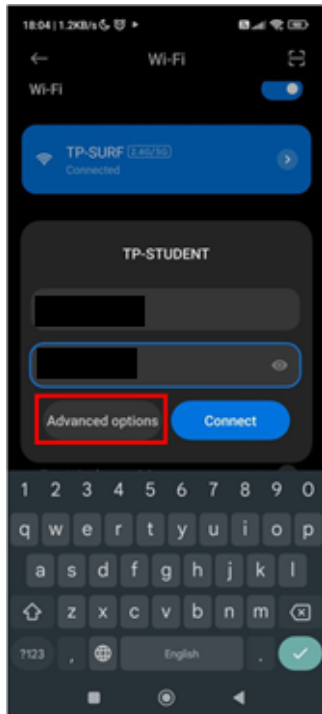 18:04 | 1.2KB/s
Wi-Fi
Wi-Fi
TP-SURF 2.4G/5G
Connected
TP-STUDENT
Advanced options
Connect
1 2 3 4 5 6 7 8 9 0
q w e r t y u i o p
a s d f g h j k l
z x c v b n m
?123 , English .